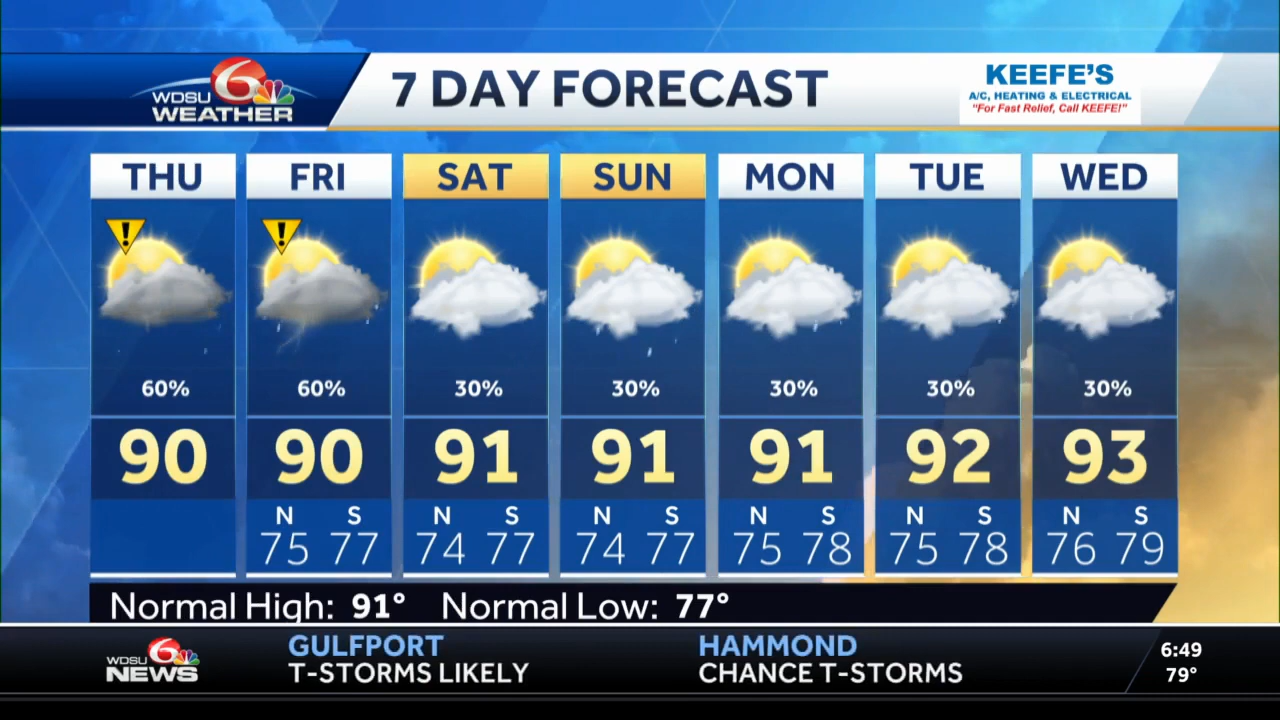 WDSU 6
WEATHER
7 DAY FORECAST
KEEFE'S
A/C, HEATING & ELECTRICAL
"For Fast Relief, Call KEEFE!"
THU FRI SAT SUN MON TUE WED
! !
60% 60% 30% 30% 30% 30% 30%
90 90 91 91 91 92 93
N S N S N S N S N S N S
75 77 74 77 74 77 75 78 75 78 76 79
Normal High: 91° Normal Low: 77°
WDSU 6
NEWS
GULFPORT
T-STORMS LIKELY
HAMMOND
CHANCE T-STORMS
6:49
79°